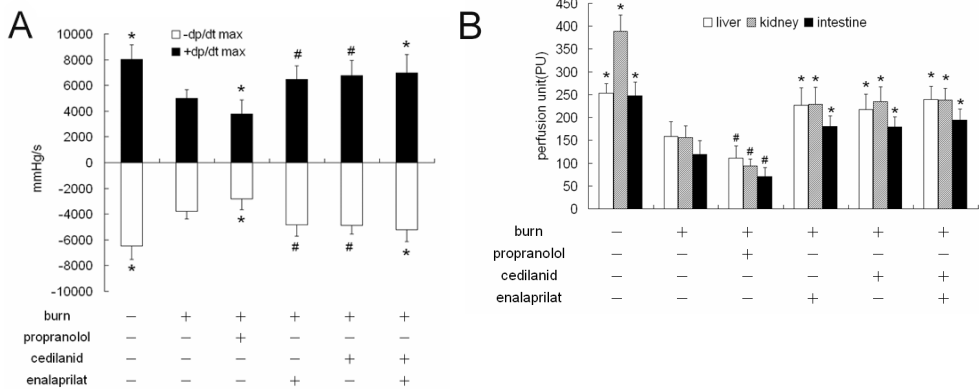 A
10000
8000
6000
4000
2000
0
-2000
-4000
-6000
-8000
-10000
mmHg/s
□ -dp/dt max
■ +dp/dt max
* * # # *
* * # # *
burn − + + + + +
propranolol − − + − − −
cedilanid − − − − + +
enalaprilat − − − + − +
B
450
400
350
300
250
200
150
100
50
0
perfusion unit(PU)
□ liver ▨ kidney ■ intestine
* * * # # # * * * * * * * * *
burn − + + + + +
propranolol − − + − − −
cedilanid − − − − + +
enalaprilat − − − + − +